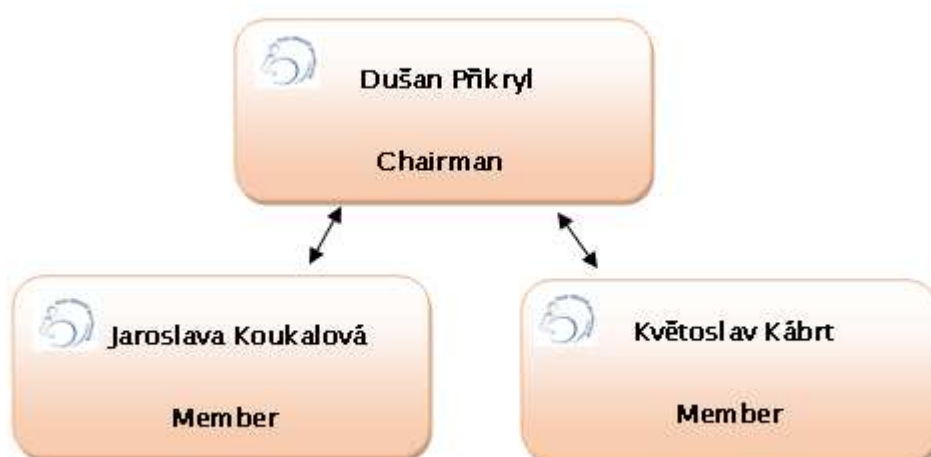 Dušan Přikryl
Chairman
Jaroslava Koukalová
Member
Květoslav Kábrt
Member